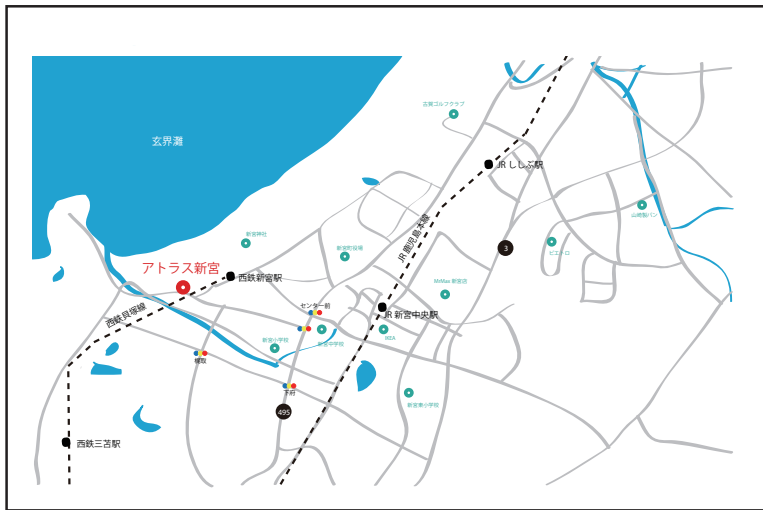 古賀ゴルフクラブ
玄界灘
JR ししぶ駅
山崎製パン
JR 鹿児島本線
新宮神社
新宮町役場
ピエトロ
3
アトラス新宮
西鉄新宮駅
MrMax 新宮店
センター前
西鉄貝塚線
JR 新宮中央駅
新宮小学校
新宮中学校
IKEA
下府
新宮東小学校
495
西鉄三苫駅